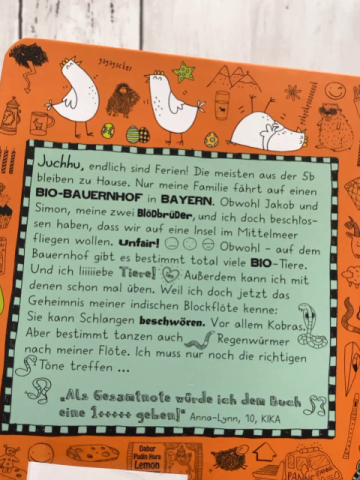 Juchhu, endlich sind Ferien! Die meisten aus der 5b
bleiben zu Hause. Nur meine Familie fährt auf einen
BIO-BAUERNHOF in BAYERN. Obwohl Jakob und
Simon, meine zwei BlödbrüDer, und ich doch beschlos-
sen haben, dass wir auf eine Insel im Mittelmeer
fliegen wollen. Unfair! Obwohl - auf dem
Bauernhof gibt es bestimmt total viele BIO-Tiere.
Und ich liiiiiebe Tiere! Außerdem kann ich mit
denen schon mal üben. Weil ich doch jetzt das
Geheimnis meiner indischen Blockflöte kenne:
Sie kann Schlangen beschwören. Vor allem Kobras.
Aber bestimmt tanzen auch Regenwürmer
nach meiner Flöte. Ich muss nur noch die richtigen
Töne treffen ...
„Als Gesamtnote würde ich dem Buch
eine 1+++++ geben!" Anna-Lynn, 10, KIKA
Dabur
Pudin Hara
Lemon